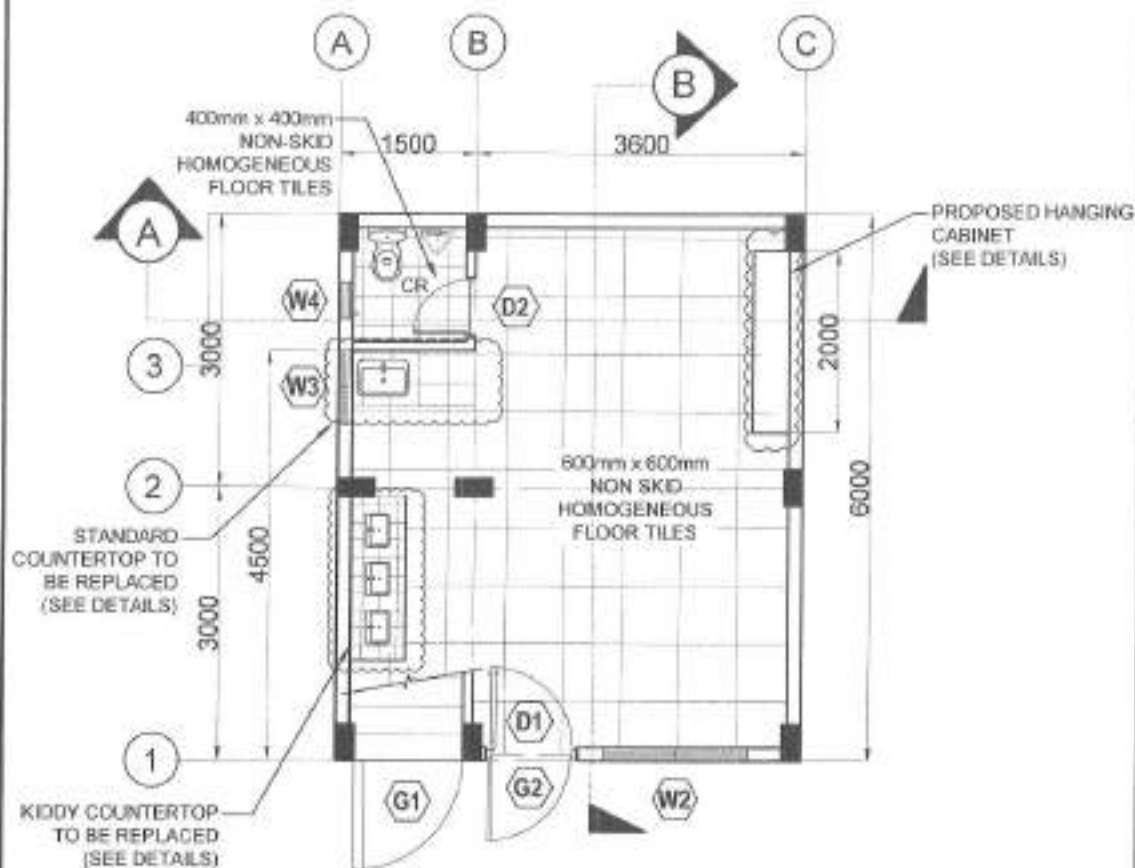 A
B
C
B
400mm x 400mm
NON-SKID
HOMOGENEOUS
FLOOR TILES
1500
3600
A
PROPOSED HANGING
CABINET
(SEE DETAILS)
CR
W4
D2
3
3000
W3
2000
2
600mm x 600mm
NON SKID
HOMOGENEOUS
FLOOR TILES
6000
STANDARD
COUNTERTOP TO
BE REPLACED
(SEE DETAILS)
4500
3000
D1
1
G1
G2
W2
KIDDY COUNTERTOP
TO BE REPLACED
(SEE DETAILS)